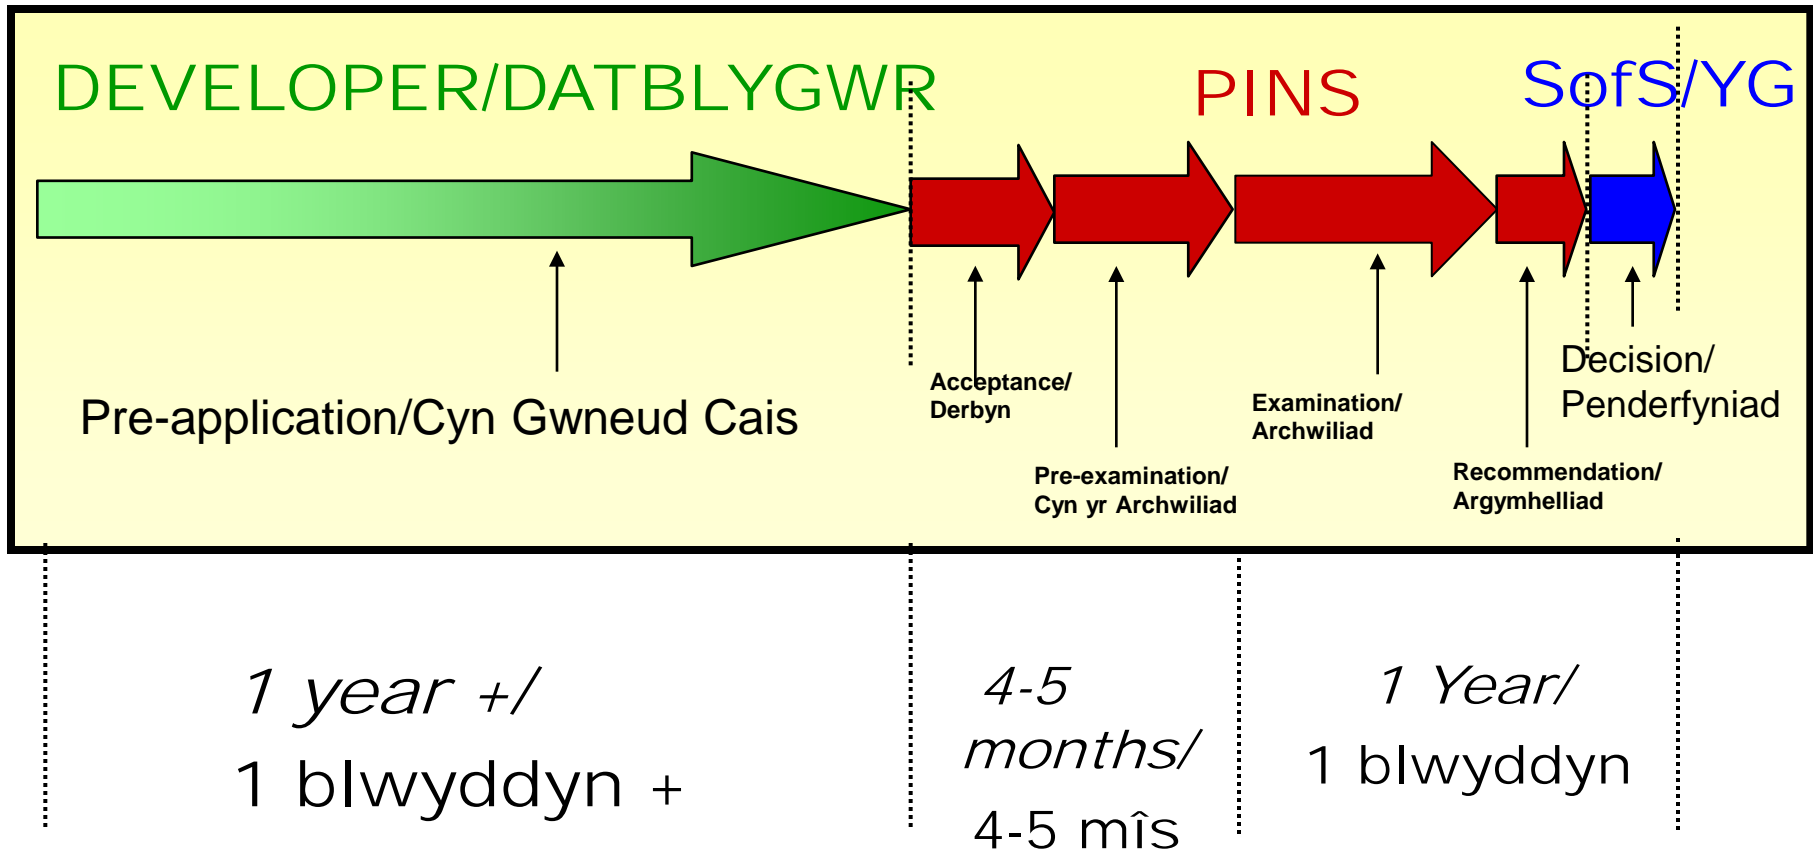 DEVELOPER/DATBLYGWR
PINS
SofS/YG
Pre-application/Cyn Gwneud Cais
Acceptance/
Derbyn
Pre-examination/
Cyn yr Archwiliad
Examination/
Archwiliad
Recommendation/
Argymhelliad
Decision/
Penderfyniad
1 year +/
1 blwyddyn +
4-5
months/
4-5 mîs
1 Year/
1 blwyddyn